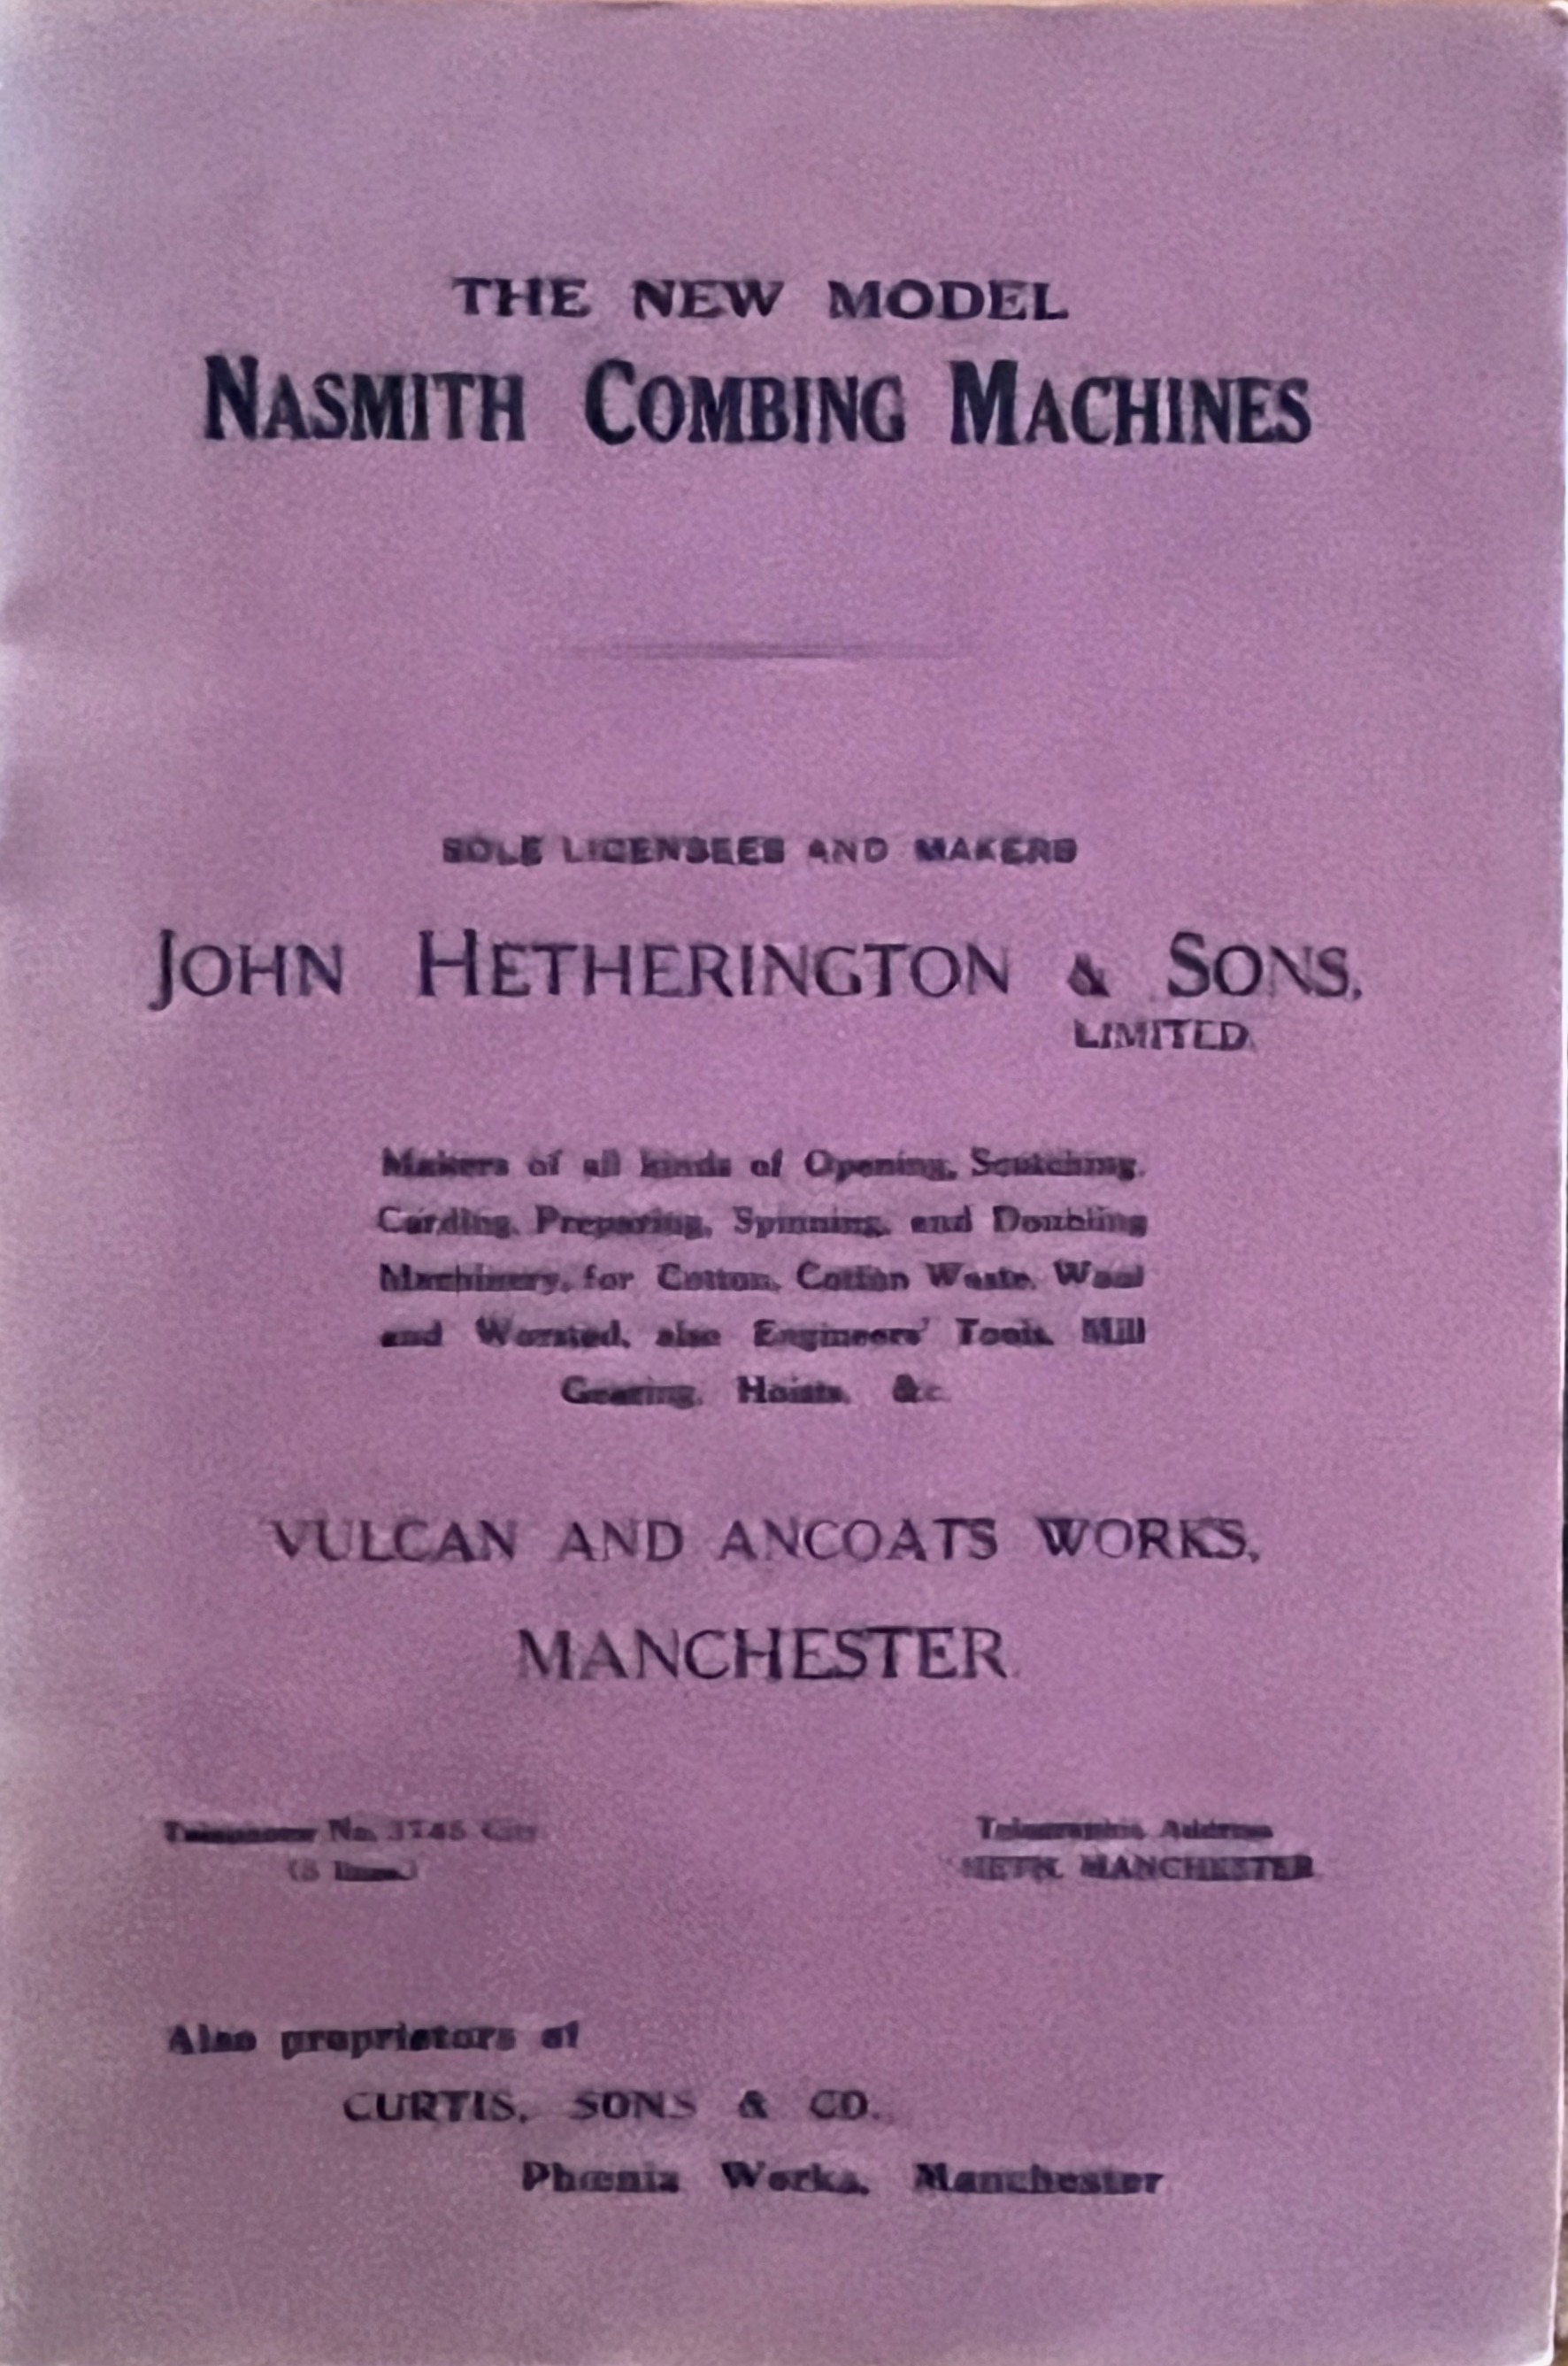 THE NEW MODEL
NASMITH COMBING MACHINES
SOLE LICENSEES AND MAKERS
JOHN HETHERINGTON & SONS,
LIMITED.
Makers of all kinds of Opening, Scutching,
Carding, Preparing, Spinning, and Doubling
Machinery, for Cotton, Cotton Waste, Wool
and Worsted, also Engineers' Tools, Mill
Gearing, Hoists, &c.
VULCAN AND ANCOATS WORKS,
MANCHESTER.
Telephone No. City
Telegraphic Address
MANCHESTER
Also proprietors of
CURTIS, SONS & CO.,
Phœnix Works, Manchester